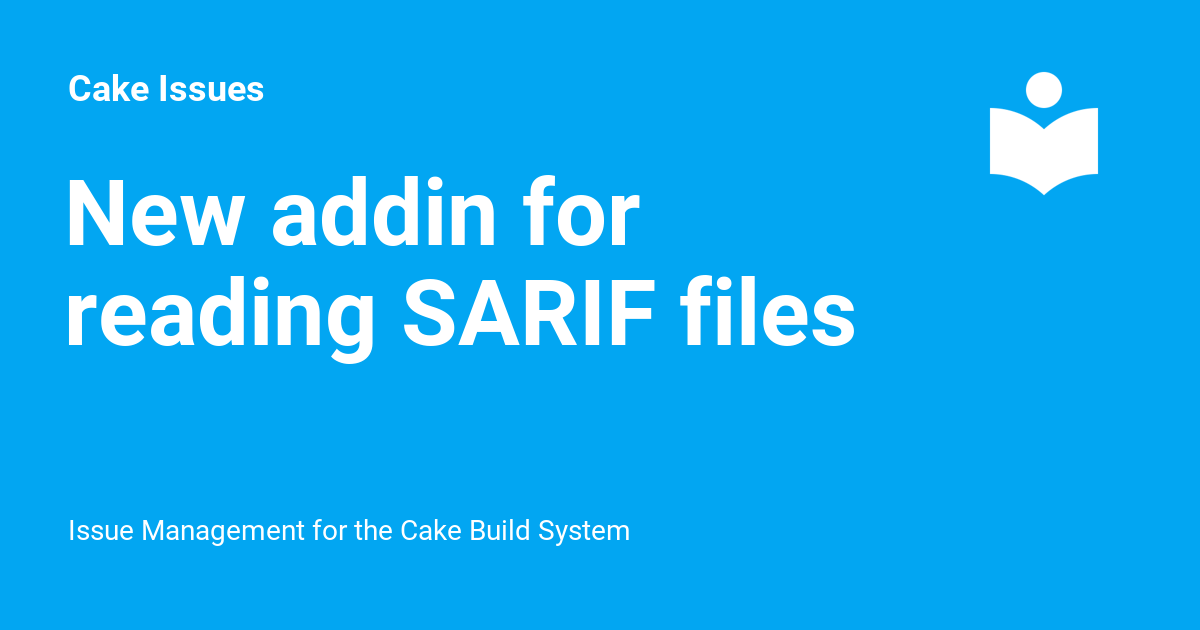 Cake Issues
New addin for
reading SARIF files
Issue Management for the Cake Build System